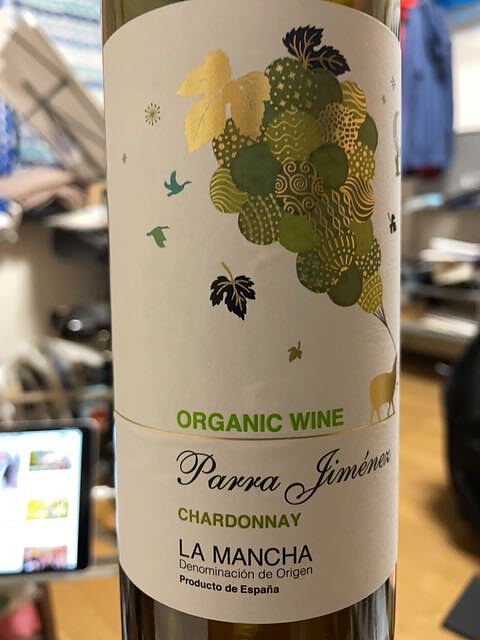 ORGANIC WINE
Parra Jiménez
CHARDONNAY
LA MANCHA
Denominación de Origen
Producto de España